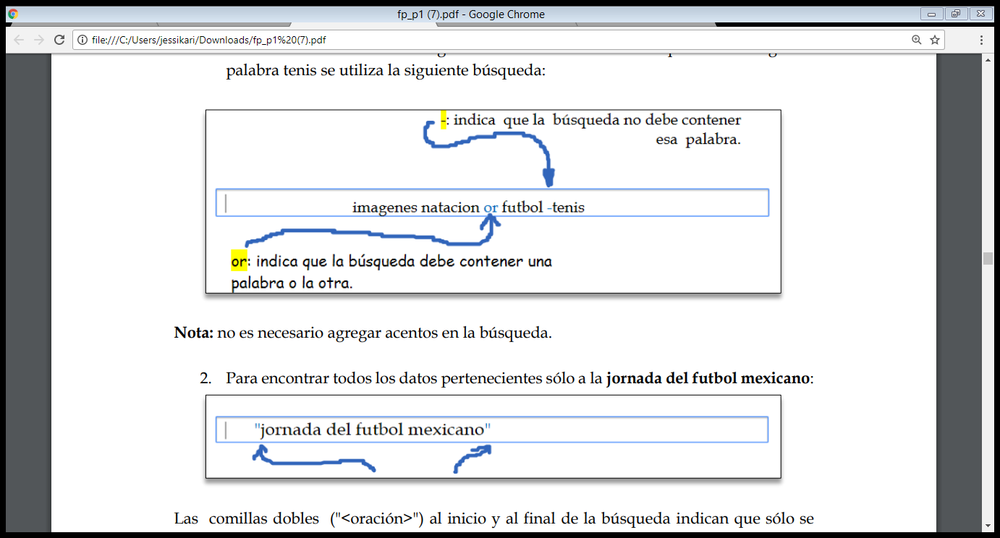 fp_p1 (7).pdf - Google Chrome
file:///C:/Users/jessikari/Downloads/fp_p1%20(7).pdf
palabra tenis se utiliza la siguiente búsqueda:
-: indica que la búsqueda no debe contener
esa palabra.
imagenes natacion or futbol -tenis
or: indica que la búsqueda debe contener una
palabra o la otra.
Nota: no es necesario agregar acentos en la búsqueda.
2. Para encontrar todos los datos pertenecientes sólo a la jornada del futbol mexicano:
"jornada del futbol mexicano"
Las comillas dobles ("<oración>") al inicio y al final de la búsqueda indican que sólo se